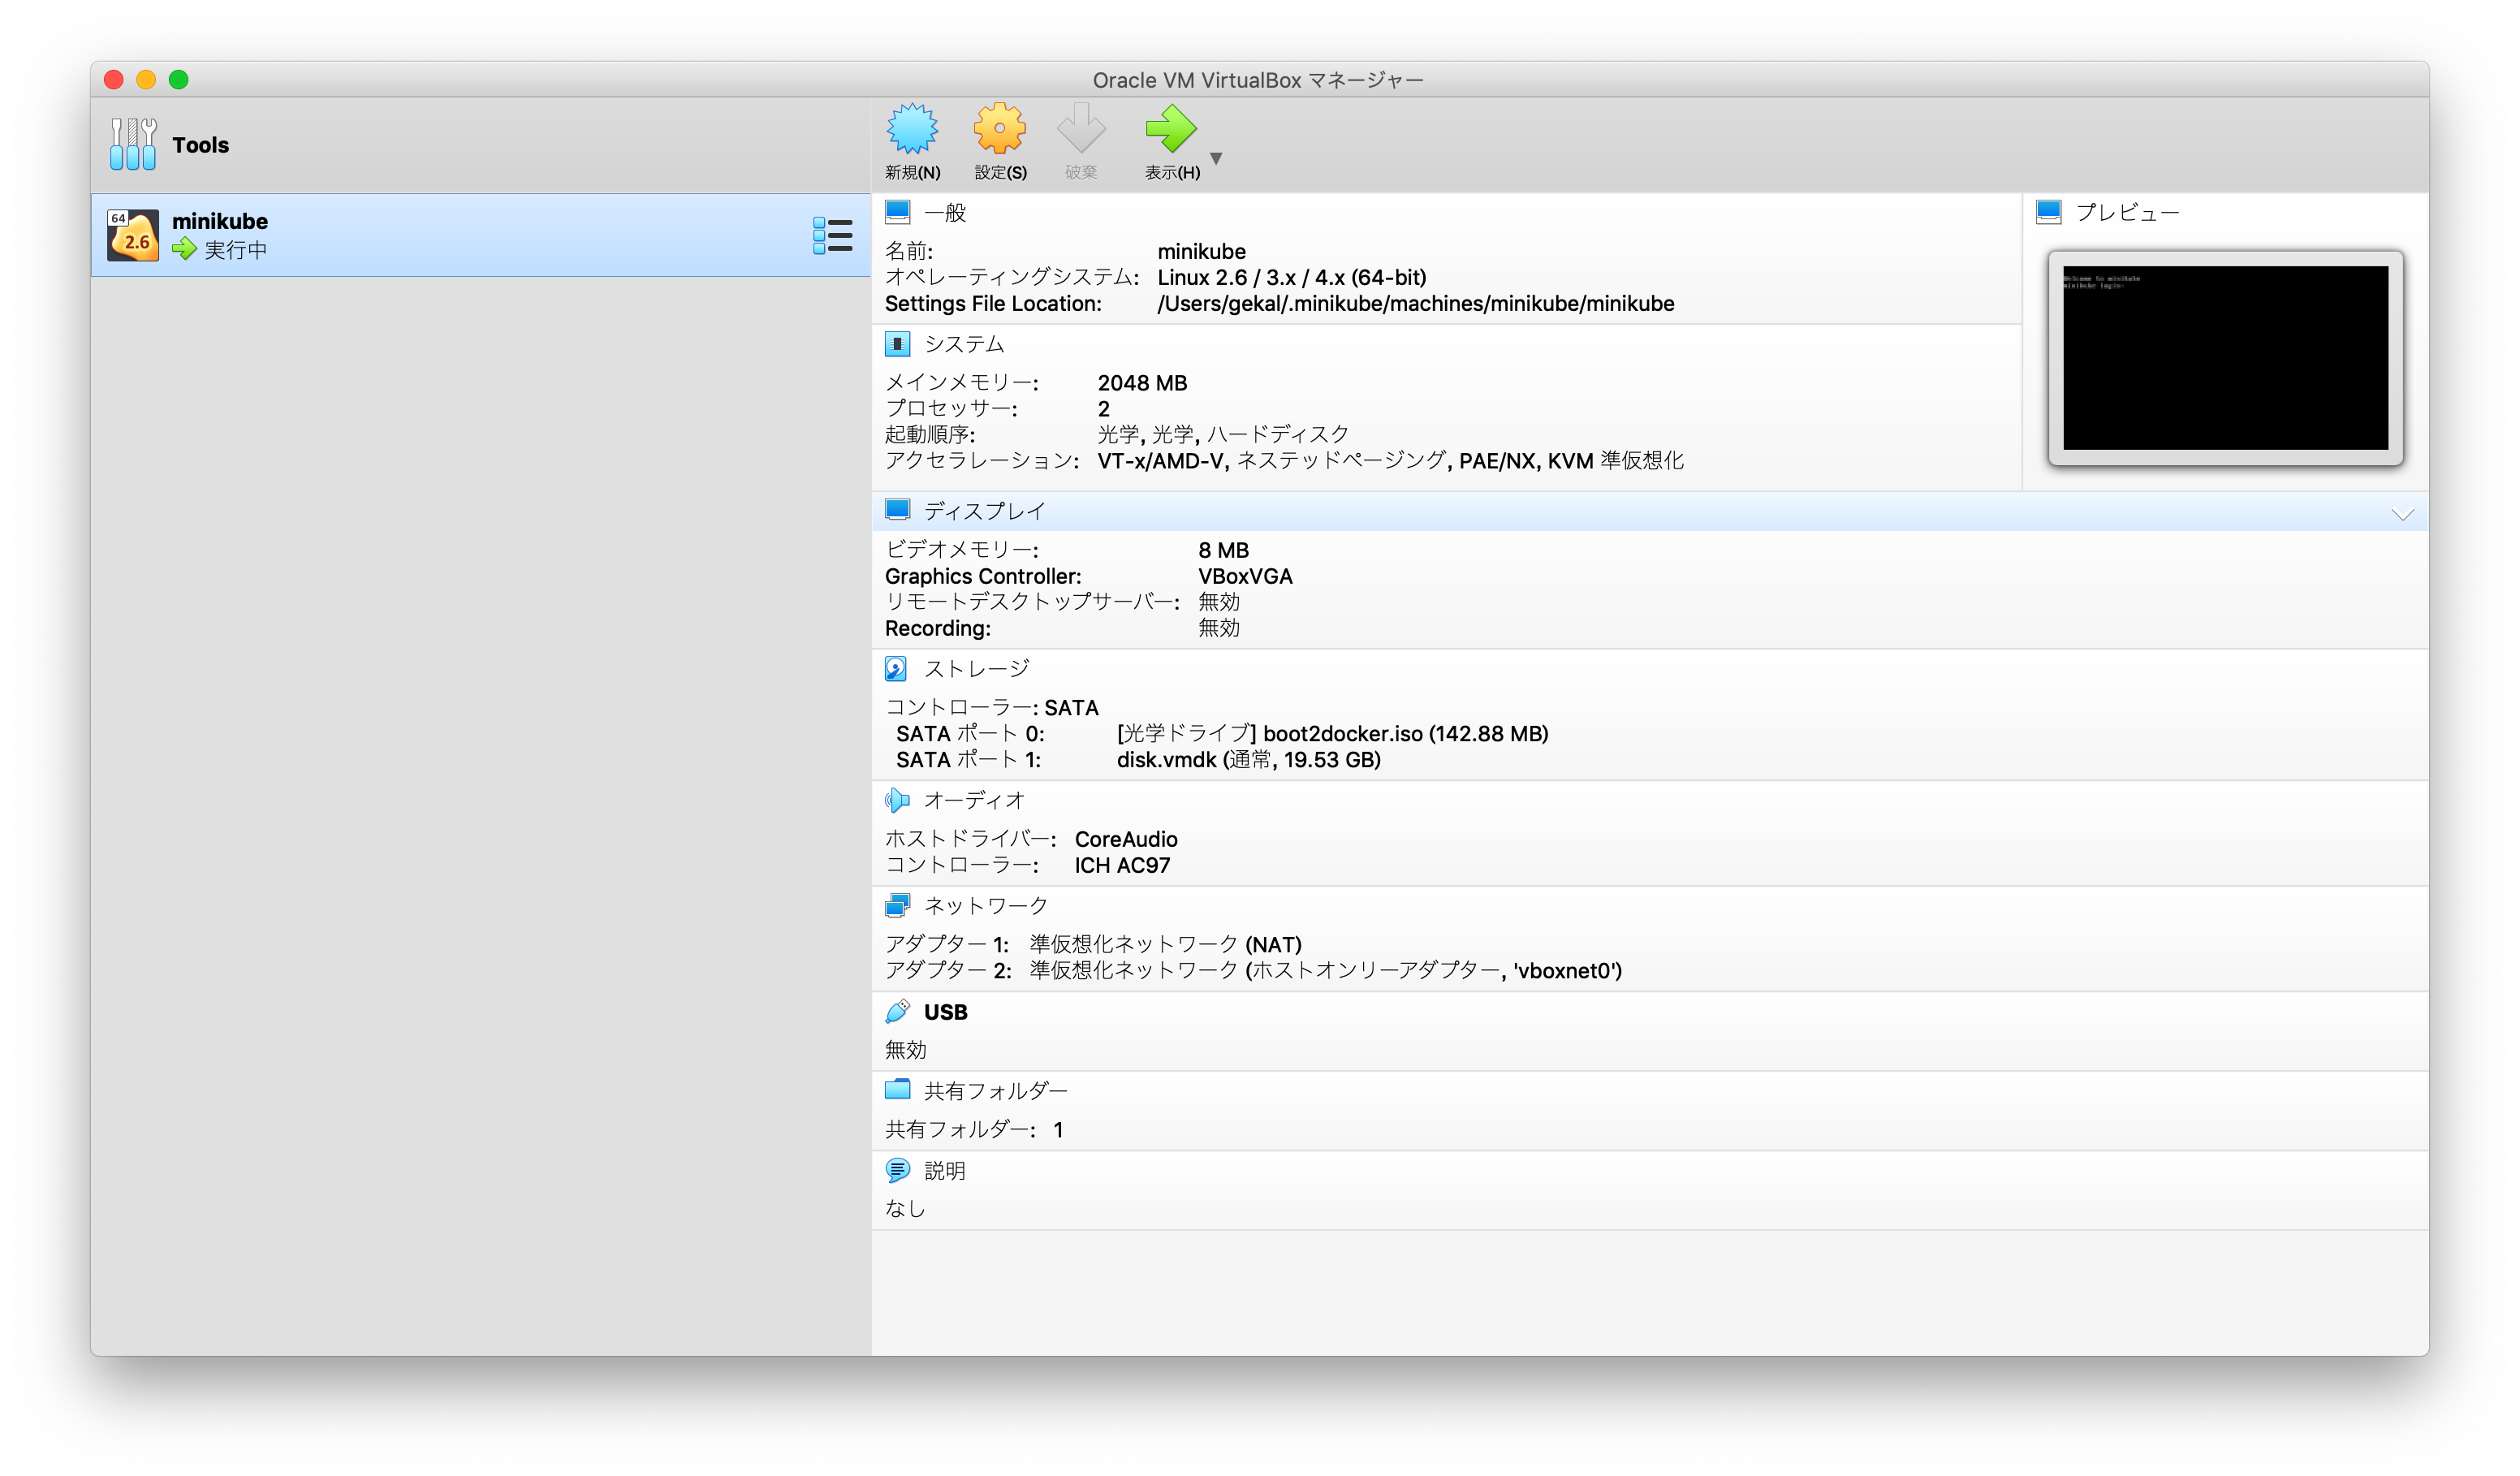 Oracle VM VirtualBox マネージャー
Tools
新規(N)
設定(S)
破棄
表示(H)
64
2.6
minikube
実行中
一般
名前: minikube
オペレーティングシステム: Linux 2.6 / 3.x / 4.x (64-bit)
Settings File Location: /Users/gekal/.minikube/machines/minikube/minikube
プレビュー
Welcome to minikube
minikube login:
システム
メインメモリー: 2048 MB
プロセッサー: 2
起動順序: 光学, 光学, ハードディスク
アクセラレーション: VT-x/AMD-V, ネステッドページング, PAE/NX, KVM 準仮想化
ディスプレイ
ビデオメモリー: 8 MB
Graphics Controller: VBoxVGA
リモートデスクトップサーバー: 無効
Recording: 無効
ストレージ
コントローラー: SATA
SATA ポート 0: [光学ドライブ] boot2docker.iso (142.88 MB)
SATA ポート 1: disk.vmdk (通常, 19.53 GB)
オーディオ
ホストドライバー: CoreAudio
コントローラー: ICH AC97
ネットワーク
アダプター 1: 準仮想化ネットワーク (NAT)
アダプター 2: 準仮想化ネットワーク (ホストオンリーアダプター, 'vboxnet0')
USB
無効
共有フォルダー
共有フォルダー: 1
説明
なし